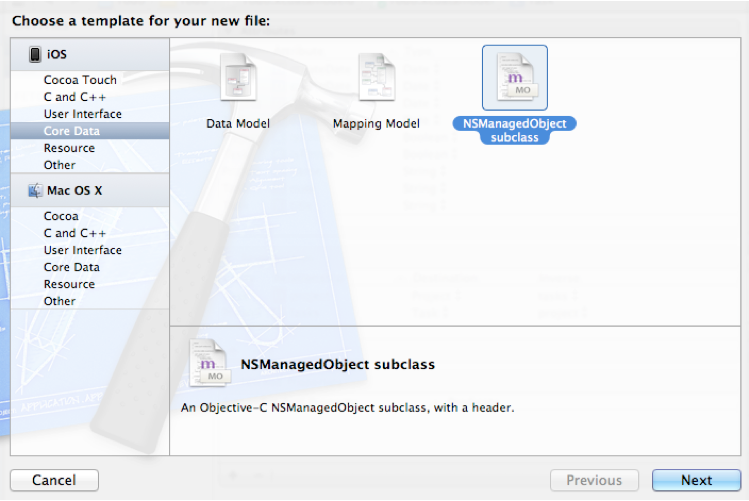 Choose a template for your new file:
iOS
Cocoa Touch
C and C++
User Interface
Core Data
Resource
Other
Mac OS X
Cocoa
C and C++
User Interface
Core Data
Resource
Other
Data Model
Mapping Model
m
MO
NSManagedObject
subclass
m
MO
NSManagedObject subclass
An Objective-C NSManagedObject subclass, with a header.
Cancel
Previous
Next